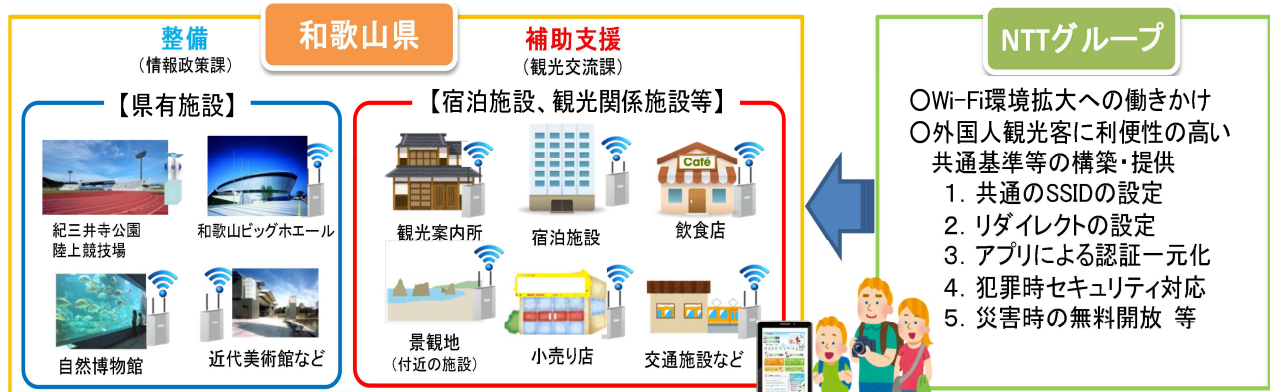 和歌山県
整備
(情報政策課)
補助支援
(観光交流課)
【県有施設】
紀三井寺公園
陸上競技場
和歌山ビッグホエール
自然博物館
近代美術館など
【宿泊施設、観光関係施設等】
観光案内所
宿泊施設
Café
飲食店
景観地
(付近の施設)
小売り店
交通施設など
NTTグループ
○Wi-Fi環境拡大への働きかけ
○外国人観光客に利便性の高い
共通基準等の構築・提供
1. 共通のSSIDの設定
2. リダイレクトの設定
3. アプリによる認証一元化
4. 犯罪時セキュリティ対応
5. 災害時の無料開放 等